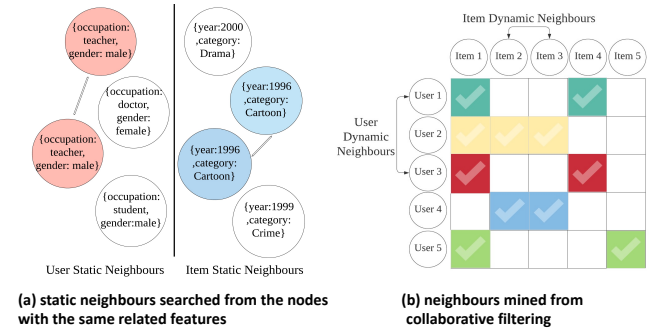 {occupation:
teacher,
gender: male}
{occupation:
doctor,
gender:
female}
{occupation:
teacher,
gender: male}
{occupation:
student,
gender:male}
User Static Neighbours
{year:2000
,category:
Drama}
{year:1996
,category:
Cartoon}
{year:1996
,category:
Cartoon}
{year:1999
,category:
Crime}
Item Static Neighbours
(a) static neighbours searched from the nodes
with the same related features
Item Dynamic Neighbours
Item 1 Item 2 Item 3 Item 4 Item 5
User 1
User 2
User 3
User 4
User 5
User
Dynamic
Neighbours
(b) neighbours mined from
collaborative filtering